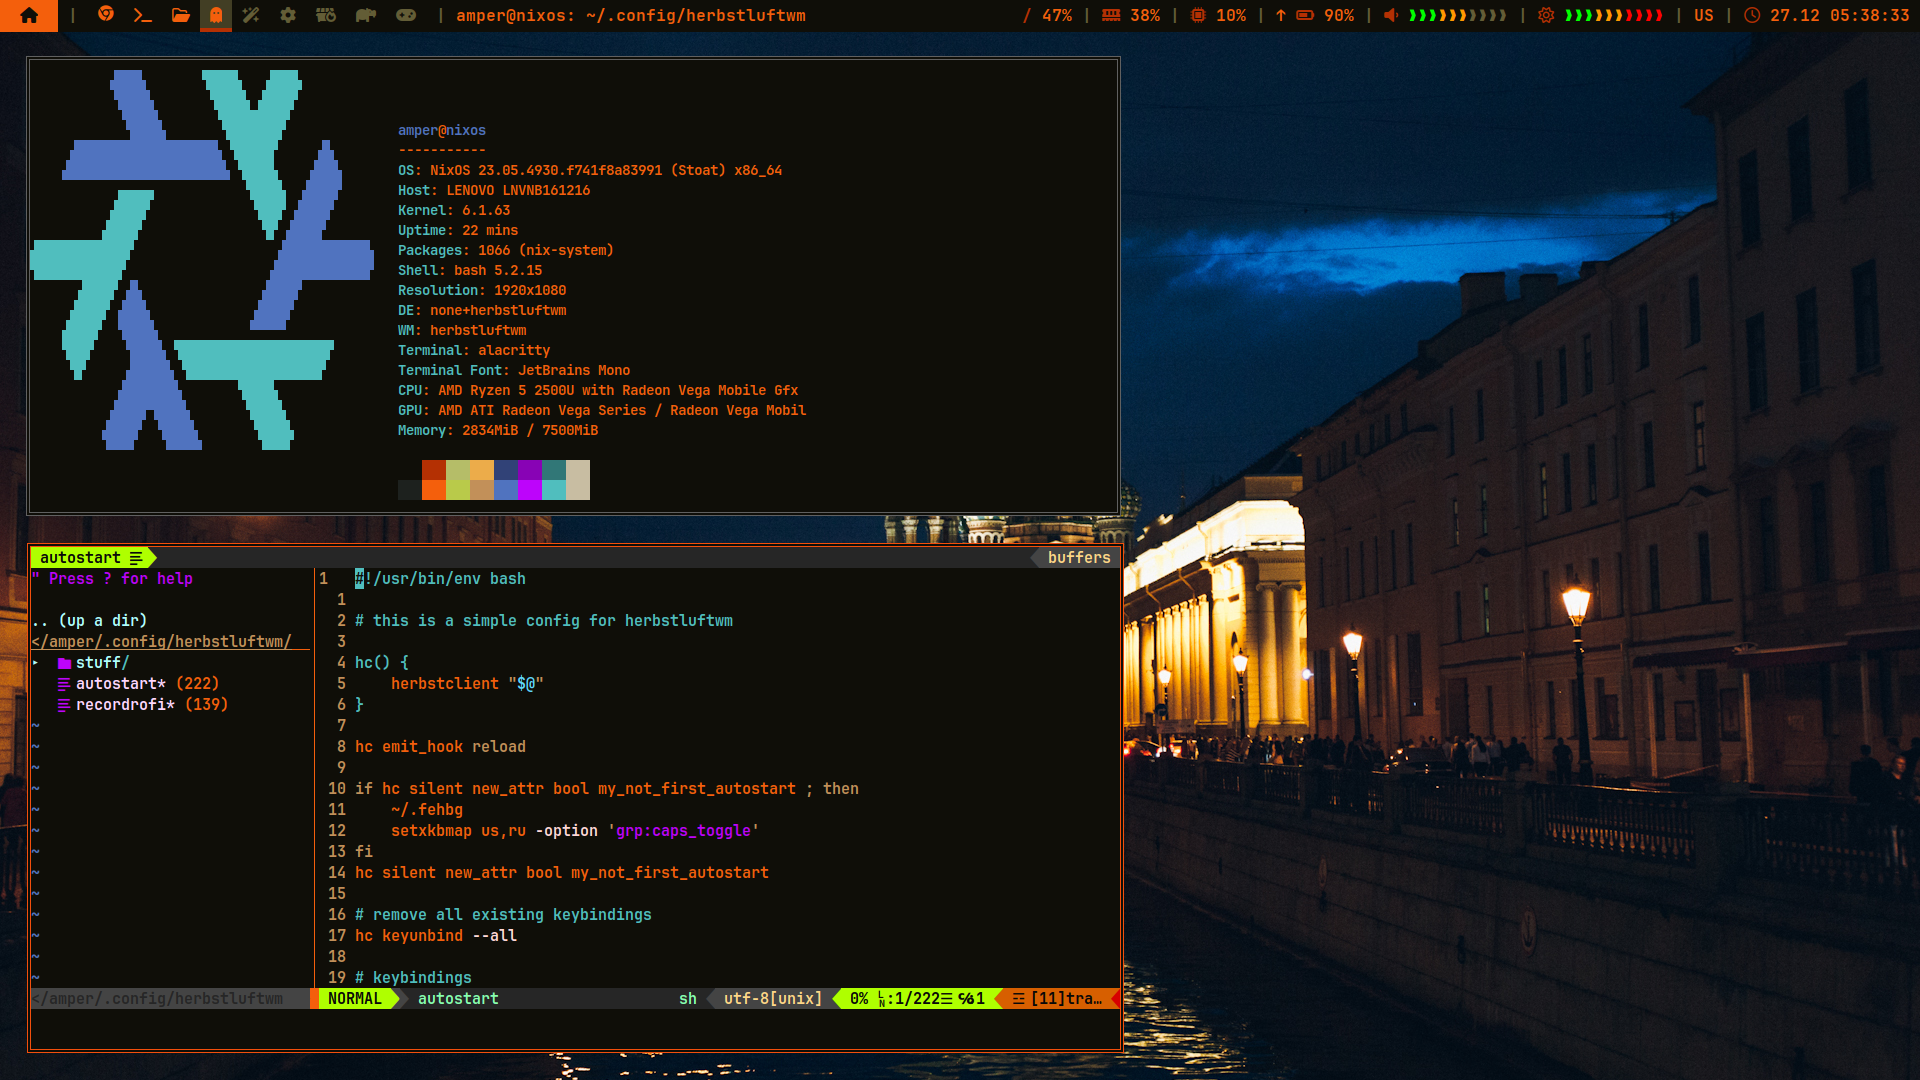 amper@nixos: ~/.config/herbstluftwm
/ 47% | 38% | 10% | ↑ 90% | US | 27.12 05:38:33
amper@nixos
-----------
OS: NixOS 23.05.4930.f741f8a83991 (Stoat) x86_64
Host: LENOVO LNVNB161216
Kernel: 6.1.63
Uptime: 22 mins
Packages: 1066 (nix-system)
Shell: bash 5.2.15
Resolution: 1920x1080
DE: none+herbstluftwm
WM: herbstluftwm
Terminal: alacritty
Terminal Font: JetBrains Mono
CPU: AMD Ryzen 5 2500U with Radeon Vega Mobile Gfx
GPU: AMD ATI Radeon Vega Series / Radeon Vega Mobil
Memory: 2834MiB / 7500MiB
autostart
buffers
" Press ? for help
.. (up a dir)
</amper/.config/herbstluftwm/
▸ stuff/
autostart* (222)
recordrofi* (139)
~
~
~
~
~
~
~
~
~
~
~
~
~
1 #!/usr/bin/env bash
1
2 # this is a simple config for herbstluftwm
3
4 hc() {
5 herbstclient "$@"
6 }
7
8 hc emit_hook reload
9
10 if hc silent new_attr bool my_not_first_autostart ; then
11 ~/.fehbg
12 setxkbmap us,ru -option 'grp:caps_toggle'
13 fi
14 hc silent new_attr bool my_not_first_autostart
15
16 # remove all existing keybindings
17 hc keyunbind --all
18
19 # keybindings
</amper/.config/herbstluftwm
NORMAL autostart sh utf-8[unix] 0% ␤:1/222☰ ℅1 ☲ [11]tra…